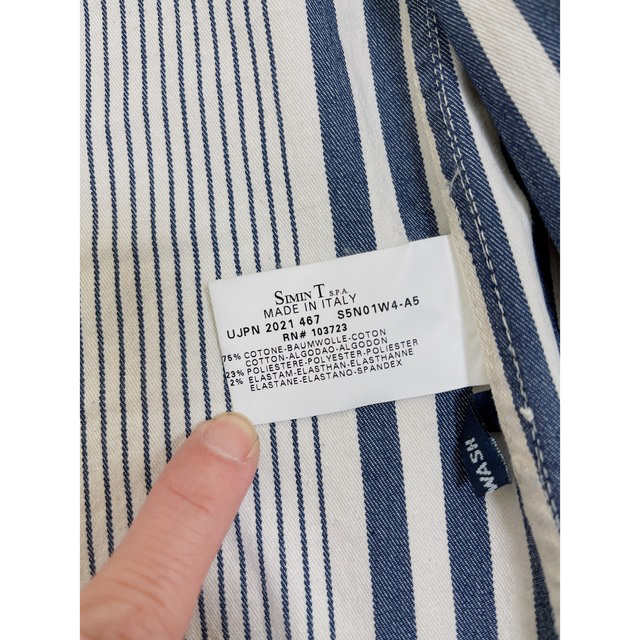 SIMIN T S.P.A.
MADE IN ITALY
UJPN 2021 467 S5N01W4-A5
RN# 103723
75% COTONE-BAUMWOLLE-COTON
COTTON-ALGODAO-ALGODON
23% POLIESTERE-POLYESTER-POLIESTER
2% ELASTAM-ELASTHAN-ELASTHANNE
ELASTANE-ELASTANO-SPANDEX
WASH